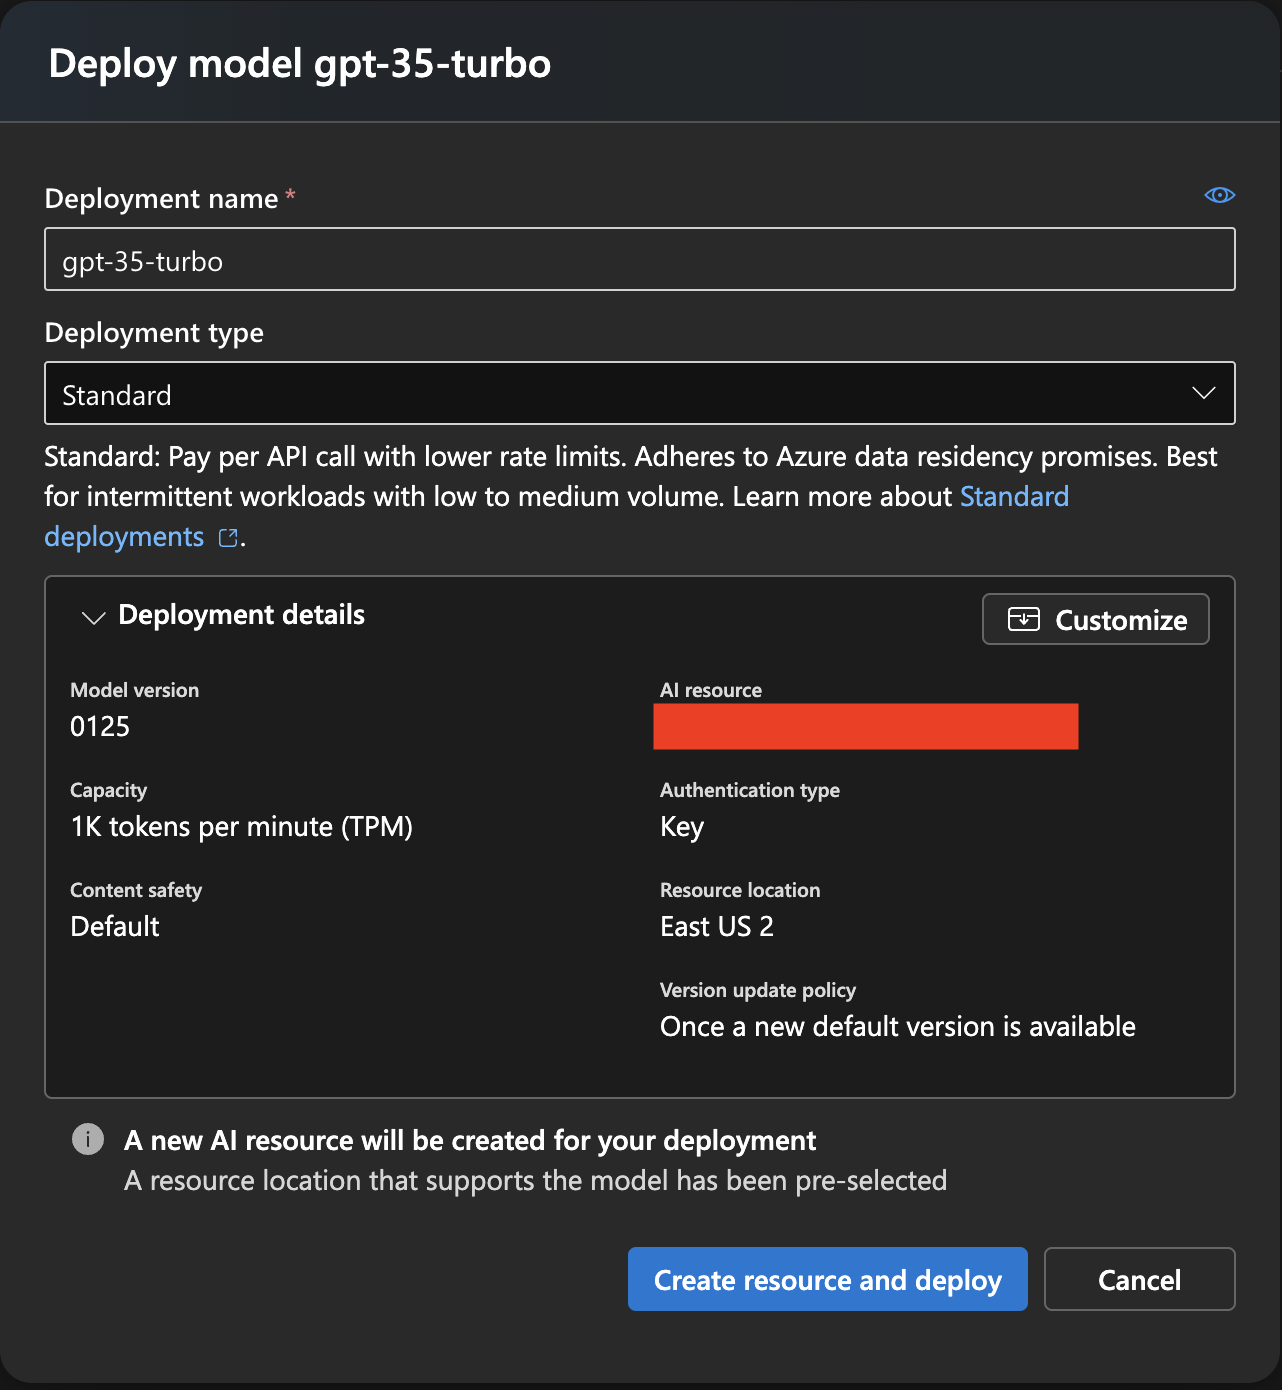 Deploy model gpt-35-turbo
Deployment name *
gpt-35-turbo
Deployment type
Standard
Standard: Pay per API call with lower rate limits. Adheres to Azure data residency promises. Best
for intermittent workloads with low to medium volume. Learn more about Standard
deployments .
Deployment details
Customize
Model version
0125
AI resource
Capacity
1K tokens per minute (TPM)
Authentication type
Key
Content safety
Default
Resource location
East US 2
Version update policy
Once a new default version is available
A new AI resource will be created for your deployment
A resource location that supports the model has been pre-selected
Create resource and deploy
Cancel